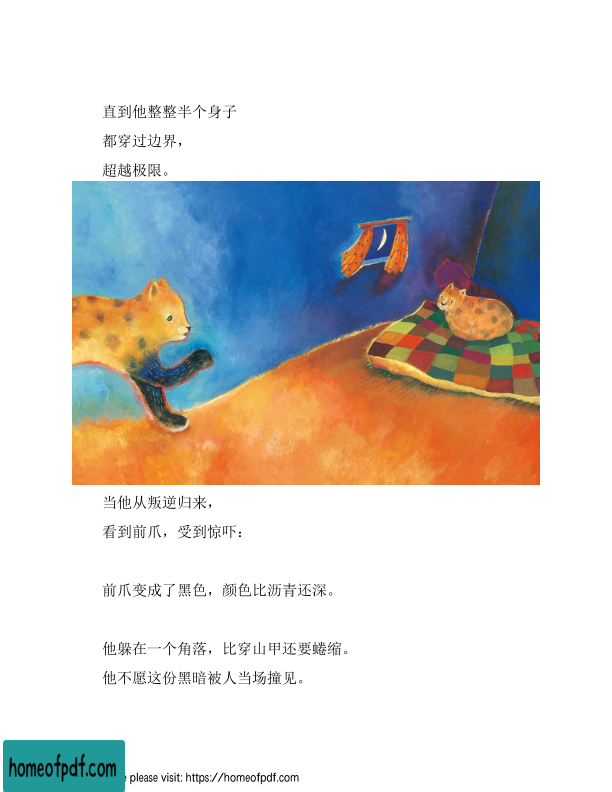 直到他整整半个身子
都穿过边界，
超越极限。
当他从叛逆归来，
看到前爪，受到惊吓：
前爪变成了黑色，颜色比沥青还深。
他躲在一个角落，比穿山甲还要蜷缩。
他不愿这份黑暗被人当场撞见。
homeofpdf.com
e please visit: https://homeofpdf.com